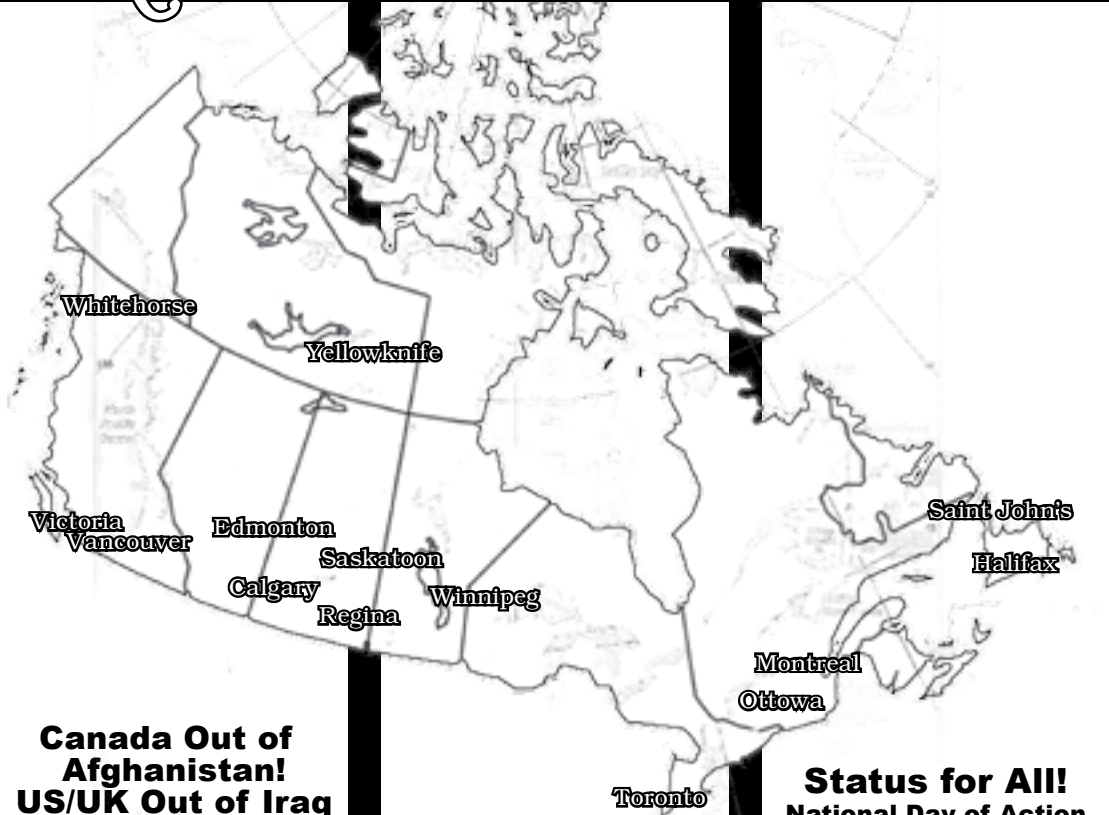 Whitehorse
Yellowknife
Saint John's
Victoria
Vancouver
Edmonton
Saskatoon
Halifax
Calgary
Winnipeg
Regina
Montreal
Ottowa
Toronto
Canada Out of
Afghanistan!
US/UK Out of Iraq
Status for All!
National Day of Action